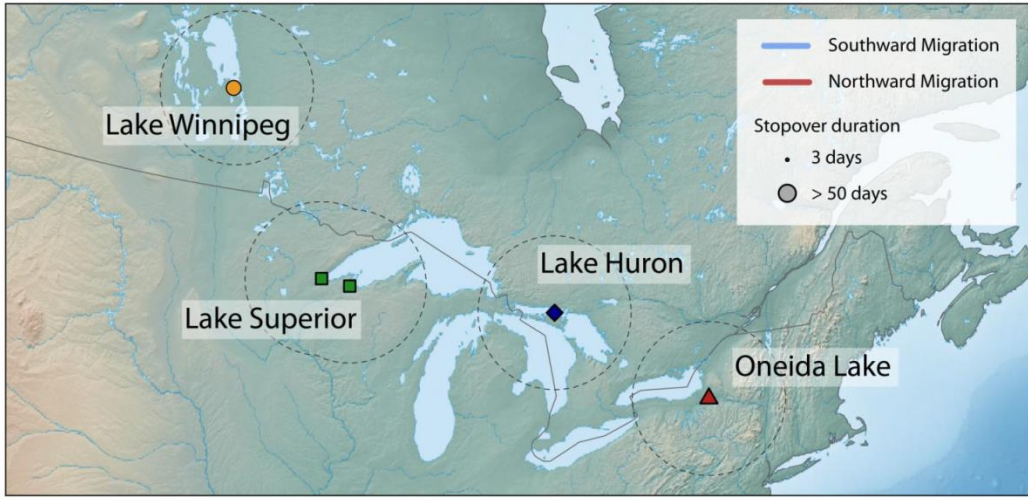 Southward Migration
Northward Migration
Stopover duration
3 days
> 50 days
Lake Winnipeg
Lake Huron
Lake Superior
Oneida Lake